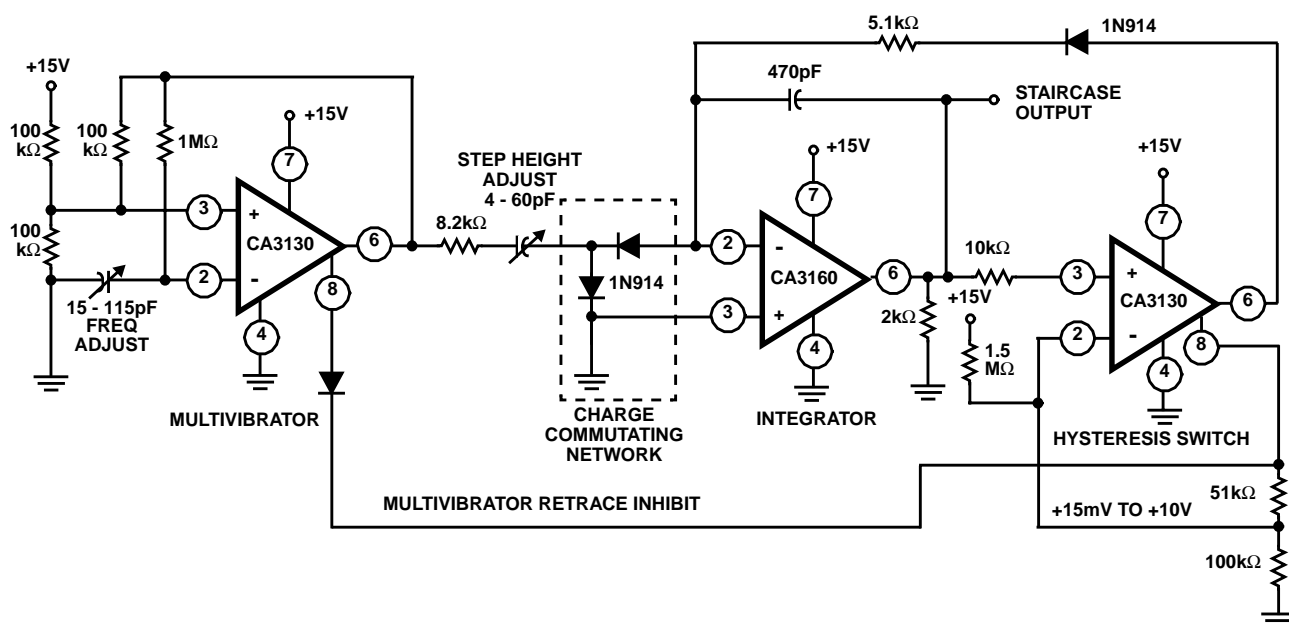 5.1kΩ
1N914
470pF
STAIRCASE
OUTPUT
+15V
100
kΩ
100
kΩ
1MΩ
+15V
7
3
+
CA3130
6
100
kΩ
2
-
8
4
15 - 115pF
FREQ
ADJUST
MULTIVIBRATOR
STEP HEIGHT
ADJUST
4 - 60pF
8.2kΩ
1N914
CHARGE
COMMUTATING
NETWORK
+15V
7
2
-
CA3160
6
3
+
4
INTEGRATOR
2kΩ
10kΩ
+15V
1.5
MΩ
+15V
7
3
+
CA3130
6
2
-
8
4
HYSTERESIS SWITCH
MULTIVIBRATOR RETRACE INHIBIT
51kΩ
+15mV TO +10V
100kΩ